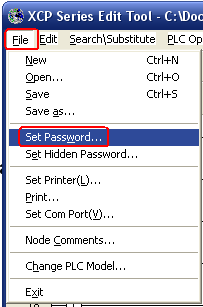 XCP Series Edit Tool - C:\Doc
File Edit Search\Substitute PLC Op
New Ctrl+N
Open... Ctrl+O
Save Ctrl+S
Save as...
Set Password...
Set Hidden Password...
Set Printer(L)...
Print...
Set Com Port(V)...
Node Comments...
Change PLC Model...
Exit